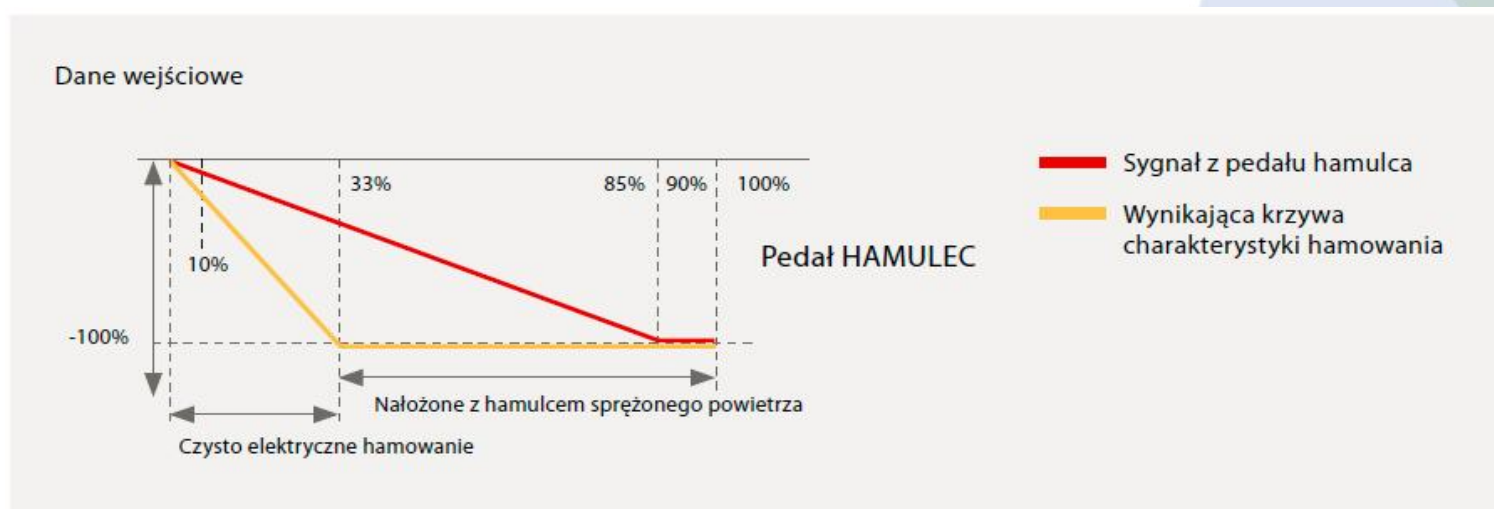 Dane wejściowe
33%
85%
90%
100%
10%
-100%
Pedał HAMULEC
Nałożone z hamulcem sprężonego powietrza
Czysto elektryczne hamowanie
Sygnał z pedału hamulca
Wynikająca krzywa
charakterystyki hamowania